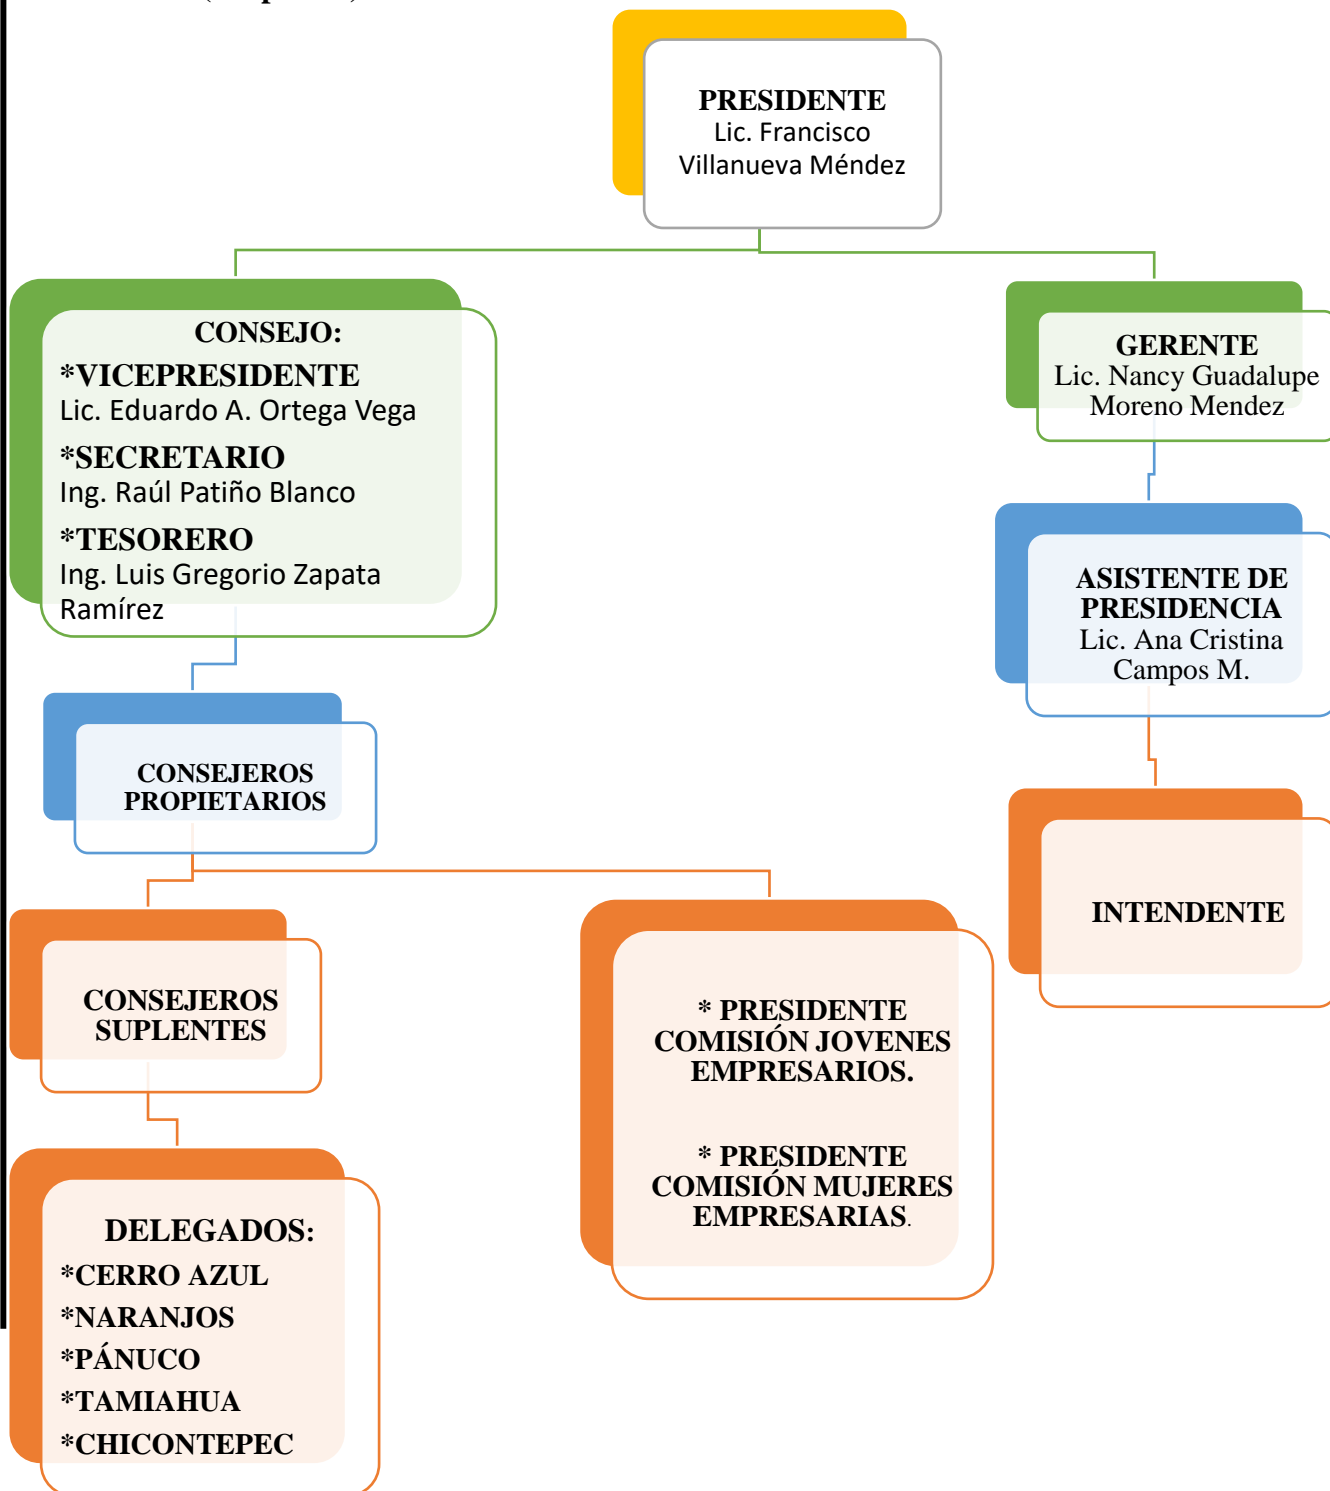 PRESIDENTE
Lic. Francisco
Villanueva Méndez
CONSEJO:
*VICEPRESIDENTE
Lic. Eduardo A. Ortega Vega
*SECRETARIO
Ing. Raúl Patiño Blanco
*TESORERO
Ing. Luis Gregorio Zapata
Ramírez
GERENTE
Lic. Nancy Guadalupe
Moreno Mendez
ASISTENTE DE
PRESIDENCIA
Lic. Ana Cristina
Campos M.
CONSEJEROS
PROPIETARIOS
INTENDENTE
CONSEJEROS
SUPLENTES
* PRESIDENTE
COMISIÓN JOVENES
EMPRESARIOS.
* PRESIDENTE
COMISIÓN MUJERES
EMPRESARIAS.
DELEGADOS:
*CERRO AZUL
*NARANJOS
*PÁNUCO
*TAMIAHUA
*CHICONTEPEC